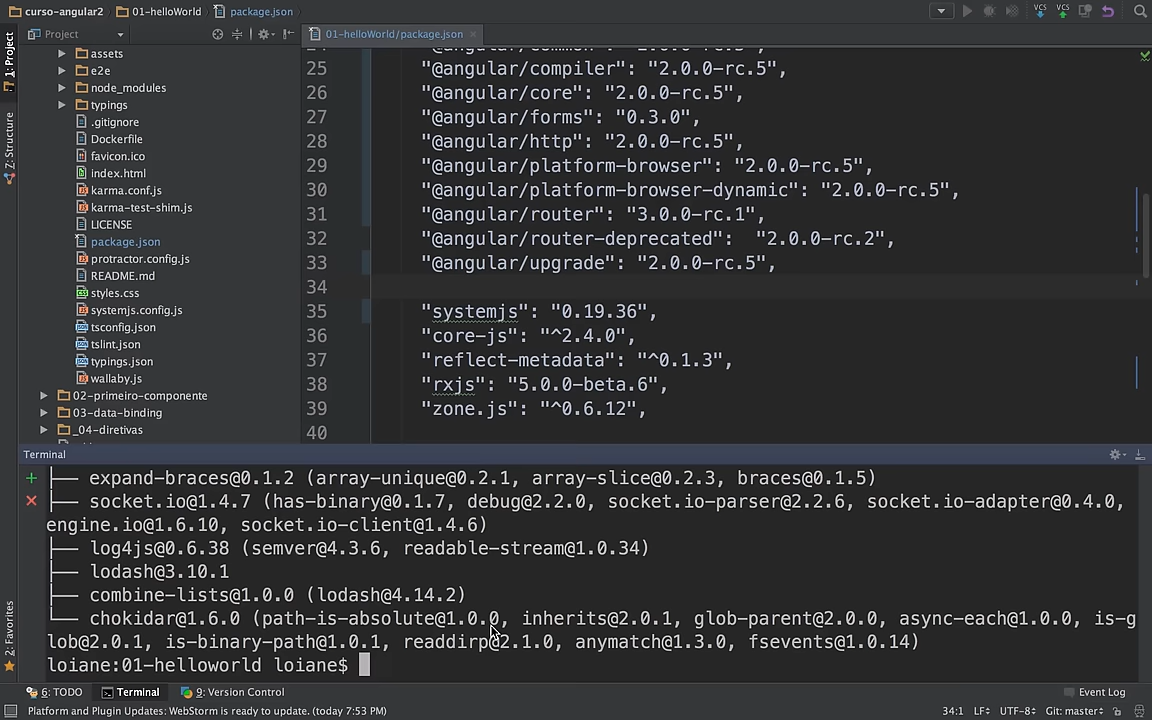 curso-angular2 01-helloWorld package.json
Project
01-helloWorld/package.json
1: Project
7: Structure
2: Favorites
assets
e2e
node_modules
typings
.gitignore
Dockerfile
favicon.ico
index.html
karma.conf.js
karma-test-shim.js
LICENSE
package.json
protractor.config.js
README.md
styles.css
systemjs.config.js
tsconfig.json
tslint.json
typings.json
wallaby.js
02-primeiro-componente
03-data-binding
_04-diretivas
25 "@angular/compiler": "2.0.0-rc.5",
26 "@angular/core": "2.0.0-rc.5",
27 "@angular/forms": "0.3.0",
28 "@angular/http": "2.0.0-rc.5",
29 "@angular/platform-browser": "2.0.0-rc.5",
30 "@angular/platform-browser-dynamic": "2.0.0-rc.5",
31 "@angular/router": "3.0.0-rc.1",
32 "@angular/router-deprecated":  "2.0.0-rc.2",
33 "@angular/upgrade": "2.0.0-rc.5",
34
35 "systemjs": "0.19.36",
36 "core-js": "^2.4.0",
37 "reflect-metadata": "^0.1.3",
38 "rxjs": "5.0.0-beta.6",
39 "zone.js": "^0.6.12",
40
VCS VCS
Terminal
├── expand-braces@0.1.2 (array-unique@0.2.1, array-slice@0.2.3, braces@0.1.5)
├── socket.io@1.4.7 (has-binary@0.1.7, debug@2.2.0, socket.io-parser@2.2.6, socket.io-adapter@0.4.0,
engine.io@1.6.10, socket.io-client@1.4.6)
├── log4js@0.6.38 (semver@4.3.6, readable-stream@1.0.34)
├── lodash@3.10.1
├── combine-lists@1.0.0 (lodash@4.14.2)
└── chokidar@1.6.0 (path-is-absolute@1.0.0, inherits@2.0.1, glob-parent@2.0.0, async-each@1.0.0, is-g
lob@2.0.1, is-binary-path@1.0.1, readdirp@2.1.0, anymatch@1.3.0, fsevents@1.0.14)
loiane:01-helloworld loiane$
6: TODO Terminal 9: Version Control Event Log
Platform and Plugin Updates: WebStorm is ready to update. (today 7:53 PM) 34:1 LF UTF-8 Git: master